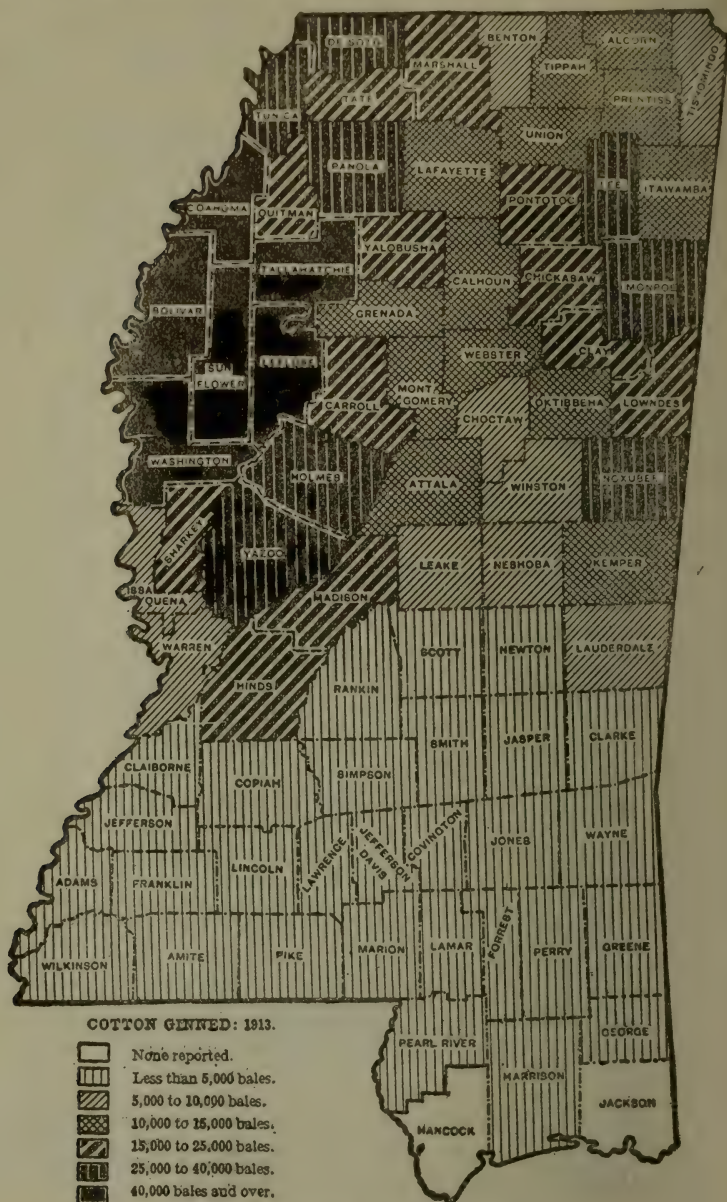 BENTON
ALCORN
TISHOMINGO
DE SOTO
MARSHALL
TIPPAH
PRENTISS
TATE
TUNICA
UNION
PANOLA
LAFAYETTE
LEE
ITAWAMBA
COAHOMA
QUITMAN
PONTOTOC
YALOBUSHA
TALLAHATCHIE
CALHOUN
CHICKASAW
MONROE
BOLIVAR
GRENADA
SUN
FLOWER
LEFLORE
WEBSTER
CLAY
CARROLL
MONT
GOMERY
CHOCTAW
OKTIBBEHA
LOWNDES
WASHINGTON
HOLMES
ATTALA
WINSTON
NOXUBEE
SHARKEY
YAZOO
LEAKE
NESHOBA
KEMPER
ISSA
QUENA
MADISON
WARREN
SCOTT
NEWTON
LAUDERDALE
HINDS
RANKIN
CLAIBORNE
COPIAH
SIMPSON
SMITH
JASPER
CLARKE
JEFFERSON
LINCOLN
LAWRENCE
JEFFERSON
DAVIS
COVINGTON
JONES
WAYNE
ADAMS
FRANKLIN
WILKINSON
AMITE
PIKE
MARION
LAMAR
FORREST
PERRY
GREENE
PEARL RIVER
GEORGE
HARRISON
JACKSON
HANCOCK
COTTON GINNED: 1913.
None reported.
Less than 5,000 bales.
5,000 to 10,000 bales.
10,000 to 15,000 bales.
15,000 to 25,000 bales.
25,000 to 40,000 bales.
40,000 bales and over.